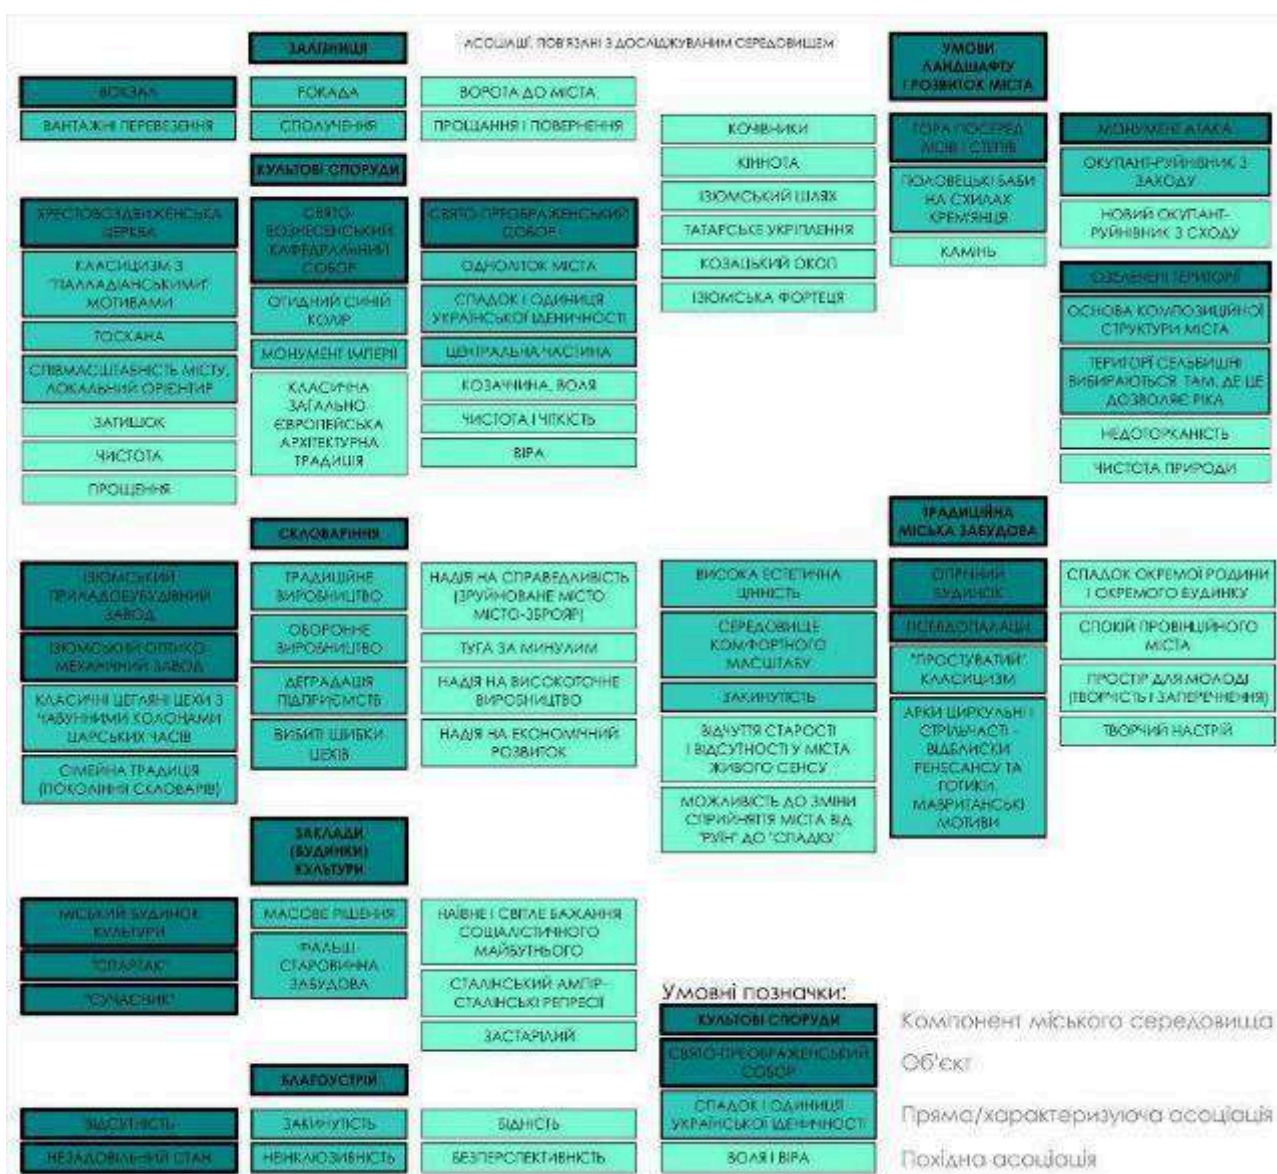 ЗАЛІЗНИЦЯ
АСОЦІАЦІЇ, ПОВ'ЯЗАНІ З ДОСЛІДЖУВАНИМ СЕРЕДОВИЩЕМ
ВОКЗАЛ
РОКАДА
ВОРОТА ДО МІСТА
ВАНТАЖНІ ПЕРЕВЕЗЕННЯ
СПОЛУЧЕННЯ
ПРОЩАННЯ І ПОВЕРНЕННЯ
КУЛЬТОВІ СПОРУДИ
ХРЕСТОВОЗДВИЖЕНСЬКА
ЦЕРКВА
КЛАСИЦИЗМ З
"ПАЛЛАДІАНСЬКИМИ"
МОТИВАМИ
ТОСКАНА
СПІВМАСШТАБНІСТЬ МІСТУ,
ЛОКАЛЬНИЙ ОРІЄНТИР
ЗАТИШОК
ЧИСТОТА
ПРОЩЕННЯ
СВЯТО-
ВОЗНЕСЕНСЬКИЙ
КАФЕДРАЛЬНИЙ
СОБОР
ОГИДНИЙ СИНІЙ
КОЛІР
МОНУМЕНТ ІМПЕРІЇ
КЛАСИЧНА
ЗАГАЛЬНО-
ЄВРОПЕЙСЬКА
АРХІТЕКТУРНА
ТРАДИЦІЯ
СВЯТО-ПРЕОБРАЖЕНСЬКИЙ
СОБОР
ОДНОЛІТОК МІСТА
СПАДОК І ОДИНИЦЯ
УКРАЇНСЬКОЇ ІДЕНИЧНОСТІ
ЦЕНТРАЛЬНА ЧАСТИНА
КОЗАЧЧИНА, ВОЛЯ
ЧИСТОТА І ЧІТКІСТЬ
ВІРА
УМОВИ
ЛАНДШАФТУ
І РОЗВИТОК МІСТА
КОЧІВНИКИ
КІННОТА
ІЗЮМСЬКИЙ ШЛЯХ
ТАТАРСЬКЕ УКРІПЛЕННЯ
КОЗАЦЬКИЙ ОКОП
ІЗЮМСЬКА ФОРТЕЦЯ
ГОРА ПОСЕРЕД
ЛІСІВ І СТЕПІВ
ПОЛОВЕЦЬКІ БАБИ
НА СХИЛАХ
КРЕМ'ЯНЦЯ
КАМІНЬ
МОНУМЕНТ АТАКА
ОКУПАНТ-РУЙНІВНИК З
ЗАХОДУ
НОВИЙ ОКУПАНТ-
РУЙНІВНИК З СХОДУ
ОЗЕЛЕНЕНІ ТЕРИТОРІЇ
ОСНОВА КОМПОЗИЦІЙНОЇ
СТРУКТУРИ МІСТА
ТЕРИТОРІЇ СЕЛЬБИЩНІ
ВИБИРАЮТЬСЯ ТАМ, ДЕ ЦЕ
ДОЗВОЛЯЄ РІКА
НЕДОТОРКАНІСТЬ
ЧИСТОТА ПРИРОДИ
СКЛОВАРІННЯ
ІЗЮМСЬКИЙ
ПРИЛАДОБУБУДІВНИЙ
ЗАВОД
ІЗЮМСЬКИЙ ОПТИКО-
МЕХАНІЧНИЙ ЗАВОД
КЛАСИЧНІ ЦЕГЛЯНІ ЦЕХИ З
ЧАВУННИМИ КОЛОНАМИ
ЦАРСЬКИХ ЧАСІВ
СІМЕЙНА ТРАДИЦІЯ
(ПОКОЛІННЯ СКЛОВАРІВ)
ТРАДИЦІЙНЕ
ВИРОБНИЦТВО
ОБОРОННЕ
ВИРОБНИЦТВО
ДЕГРАДАЦІЯ
ПІДПРИЄМСТВ
ВИБИТІ ШИБКИ
ЦЕХІВ
НАДІЯ НА СПРАВЕДЛИВІСТЬ
(ЗРУЙНОВАНЕ МІСТО
МІСТО-ЗБРОЯР)
ТУГА ЗА МИНУЛИМ
НАДІЯ НА ВИСОКОТОЧНЕ
ВИРОБНИЦТВО
НАДІЯ НА ЕКОНОМІЧНИЙ
РОЗВИТОК
ТРАДИЦІЙНА
МІСЬКА ЗАБУДОВА
ВИСОКА ЕСТЕТИЧНА
ЦІННІСТЬ
СЕРЕДОВИЩЕ
КОМФОРТНОГО
МАСШТАБУ
ЗАКИНУТІСТЬ
ВІДЧУТТЯ СТАРОСТІ
І ВІДСУТНОСТІ У МІСТА
ЖИВОГО СЕНСУ
МОЖЛИВІСТЬ ДО ЗМІНИ
СПРИЙНЯТТЯ МІСТА ВІД
"РУЇН" ДО "СПАДКУ"
ОПРІЧНИЙ
БУДИНОК
ПСЕВДОПАЛАЦИ
"ПРОСТУВАТИЙ"
КЛАСИЦИЗМ
АРКИ ЦИРКУЛЬНІ І
СТРІЛЬЧАСТІ -
ВІДБЛИСКИ
РЕНЕСАНСУ ТА
ГОТИКИ,
МАВРИТАНСЬКІ
МОТИВИ
СПАДОК ОКРЕМОЇ РОДИНИ
І ОКРЕМОГО БУДИНКУ
СПОКІЙ ПРОВІНЦІЙНОГО
МІСТА
ПРОСТІР ДЛЯ МОЛОДІ
(ТВОРЧІСТЬ І ЗАПЕРЕЧЕННЯ)
ТВОРЧИЙ НАСТРІЙ
ЗАКЛАДИ
(БУДИНКИ)
КУЛЬТУРИ
МІСЬКИЙ БУДИНОК
КУЛЬТУРИ
"СПАРТАК"
"СУЧАСНИК"
МАСОВЕ РІШЕННЯ
ФАЛЬШ-
СТАРОВИННА
ЗАБУДОВА
НАЇВНЕ І СВІТЛЕ БАЖАННЯ
СОЦІАЛІСТИЧНОГО
МАЙБУТНЬОГО
СТАЛІНСЬКИЙ АМПІР-
СТАЛІНСЬКІ РЕПРЕСІЇ
ЗАСТАРІЛИЙ
БЛАГОУСТРІЙ
ВІДСУТНІСТЬ
ЗАКИНУТІСТЬ
БІДНІСТЬ
НЕЗАДОВІЛЬНИЙ СТАН
НЕІНКЛЮЗИВНІСТЬ
БЕЗПЕРСПЕКТИВНІСТЬ
Умовні позначки:
КУЛЬТОВІ СПОРУДИ
Компонент міського середовища
СВЯТО-ПРЕОБРАЖЕНСЬКИЙ
СОБОР
Об'єкт
СПАДОК І ОДИНИЦЯ
УКРАЇНСЬКОЇ ІДЕНИЧНОСТІ
Пряма/характеризуюча асоціація
ВОЛЯ І ВІРА
Похідна асоціація